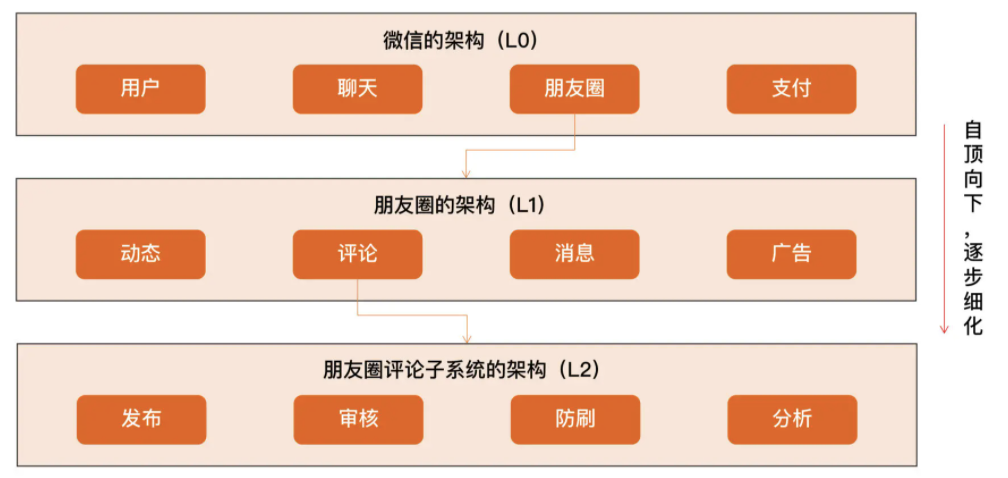 微信的架构（L0）
用户
聊天
朋友圈
支付
朋友圈的架构（L1）
动态
评论
消息
广告
朋友圈评论子系统的架构（L2）
发布
审核
防刷
分析
自顶向下，逐步细化